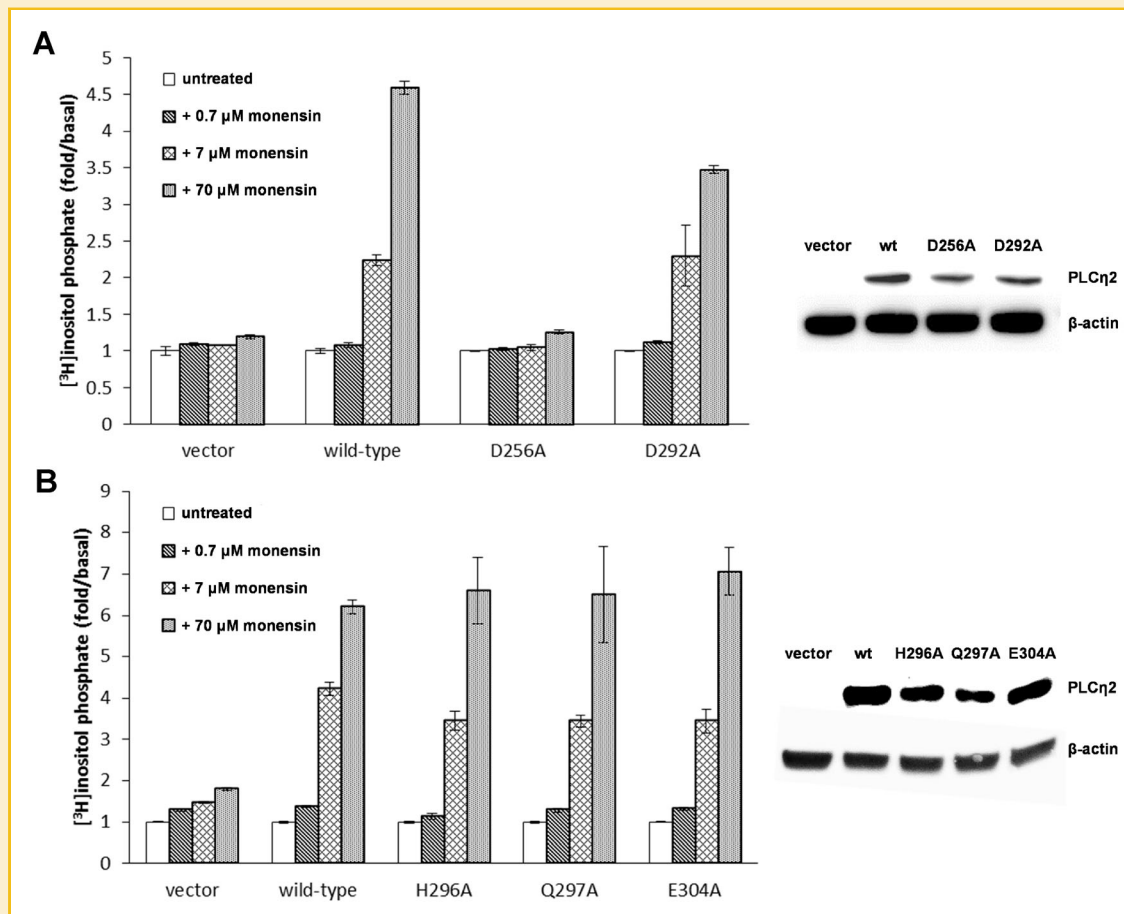 A
[³H]inositol phosphate (fold/basal)
5
4.5
4
3.5
3
2.5
2
1.5
1
0.5
0
untreated
+ 0.7 µM monensin
+ 7 µM monensin
+ 70 µM monensin
vector wild-type D256A D292A
vector wt D256A D292A
PLCη2
β-actin
B
[³H]inositol phosphate (fold/basal)
9
8
7
6
5
4
3
2
1
0
untreated
+ 0.7 µM monensin
+ 7 µM monensin
+ 70 µM monensin
vector wild-type H296A Q297A E304A
vector wt H296A Q297A E304A
PLCη2
β-actin